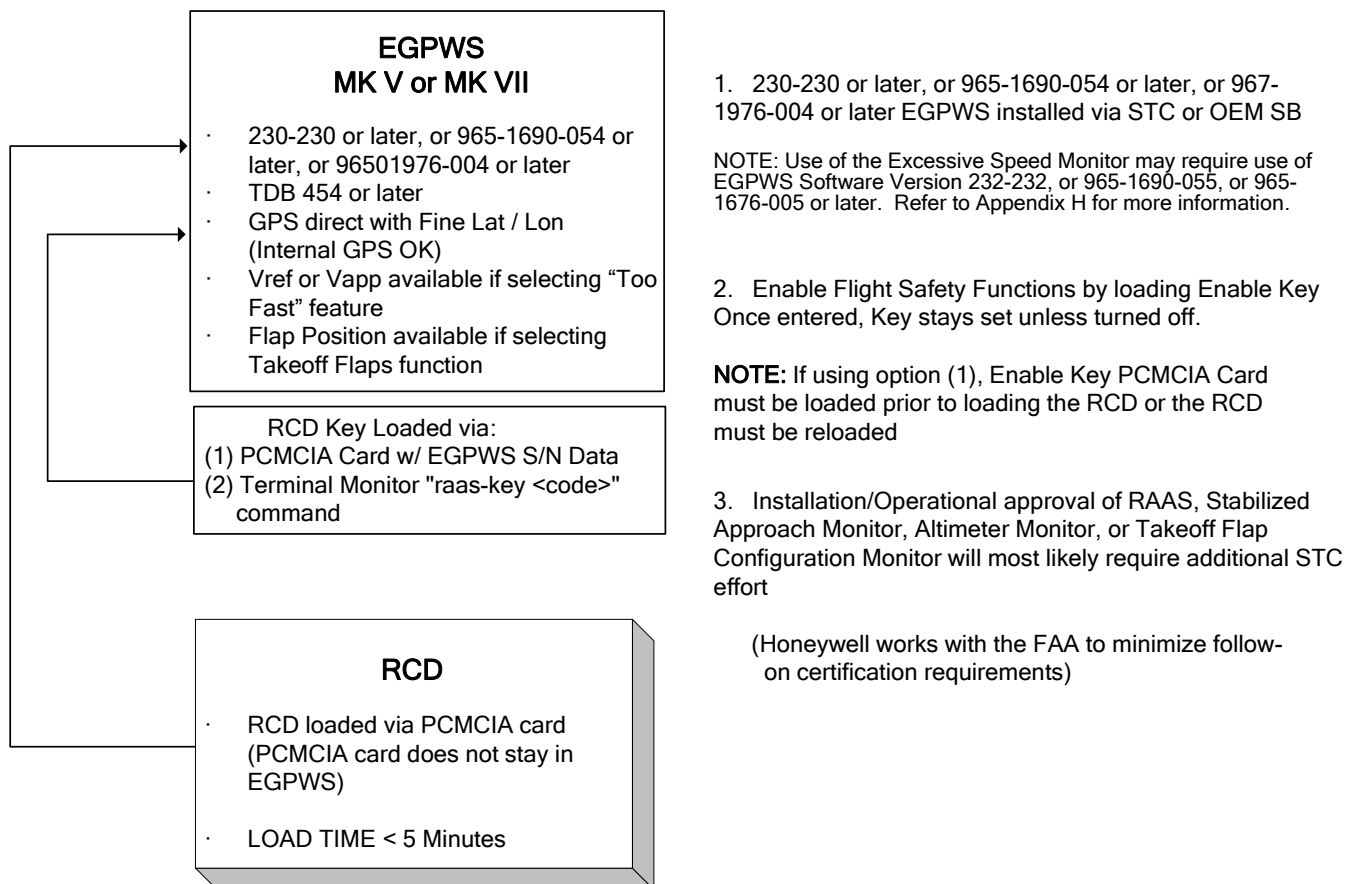 EGPWS
MK V or MK VII
· 230-230 or later, or 965-1690-054 or
later, or 96501976-004 or later
· TDB 454 or later
· GPS direct with Fine Lat / Lon
(Internal GPS OK)
· Vref or Vapp available if selecting “Too
Fast” feature
· Flap Position available if selecting
Takeoff Flaps function
RCD Key Loaded via:
(1) PCMCIA Card w/ EGPWS S/N Data
(2) Terminal Monitor "raas-key <code>"
command
RCD
· RCD loaded via PCMCIA card
(PCMCIA card does not stay in
EGPWS)
· LOAD TIME < 5 Minutes
1. 230-230 or later, or 965-1690-054 or later, or 967-
1976-004 or later EGPWS installed via STC or OEM SB
NOTE: Use of the Excessive Speed Monitor may require use of
EGPWS Software Version 232-232, or 965-1690-055, or 965-
1676-005 or later. Refer to Appendix H for more information.
2. Enable Flight Safety Functions by loading Enable Key
Once entered, Key stays set unless turned off.
NOTE: If using option (1), Enable Key PCMCIA Card
must be loaded prior to loading the RCD or the RCD
must be reloaded
3. Installation/Operational approval of RAAS, Stabilized
Approach Monitor, Altimeter Monitor, or Takeoff Flap
Configuration Monitor will most likely require additional STC
effort
(Honeywell works with the FAA to minimize follow-
on certification requirements)